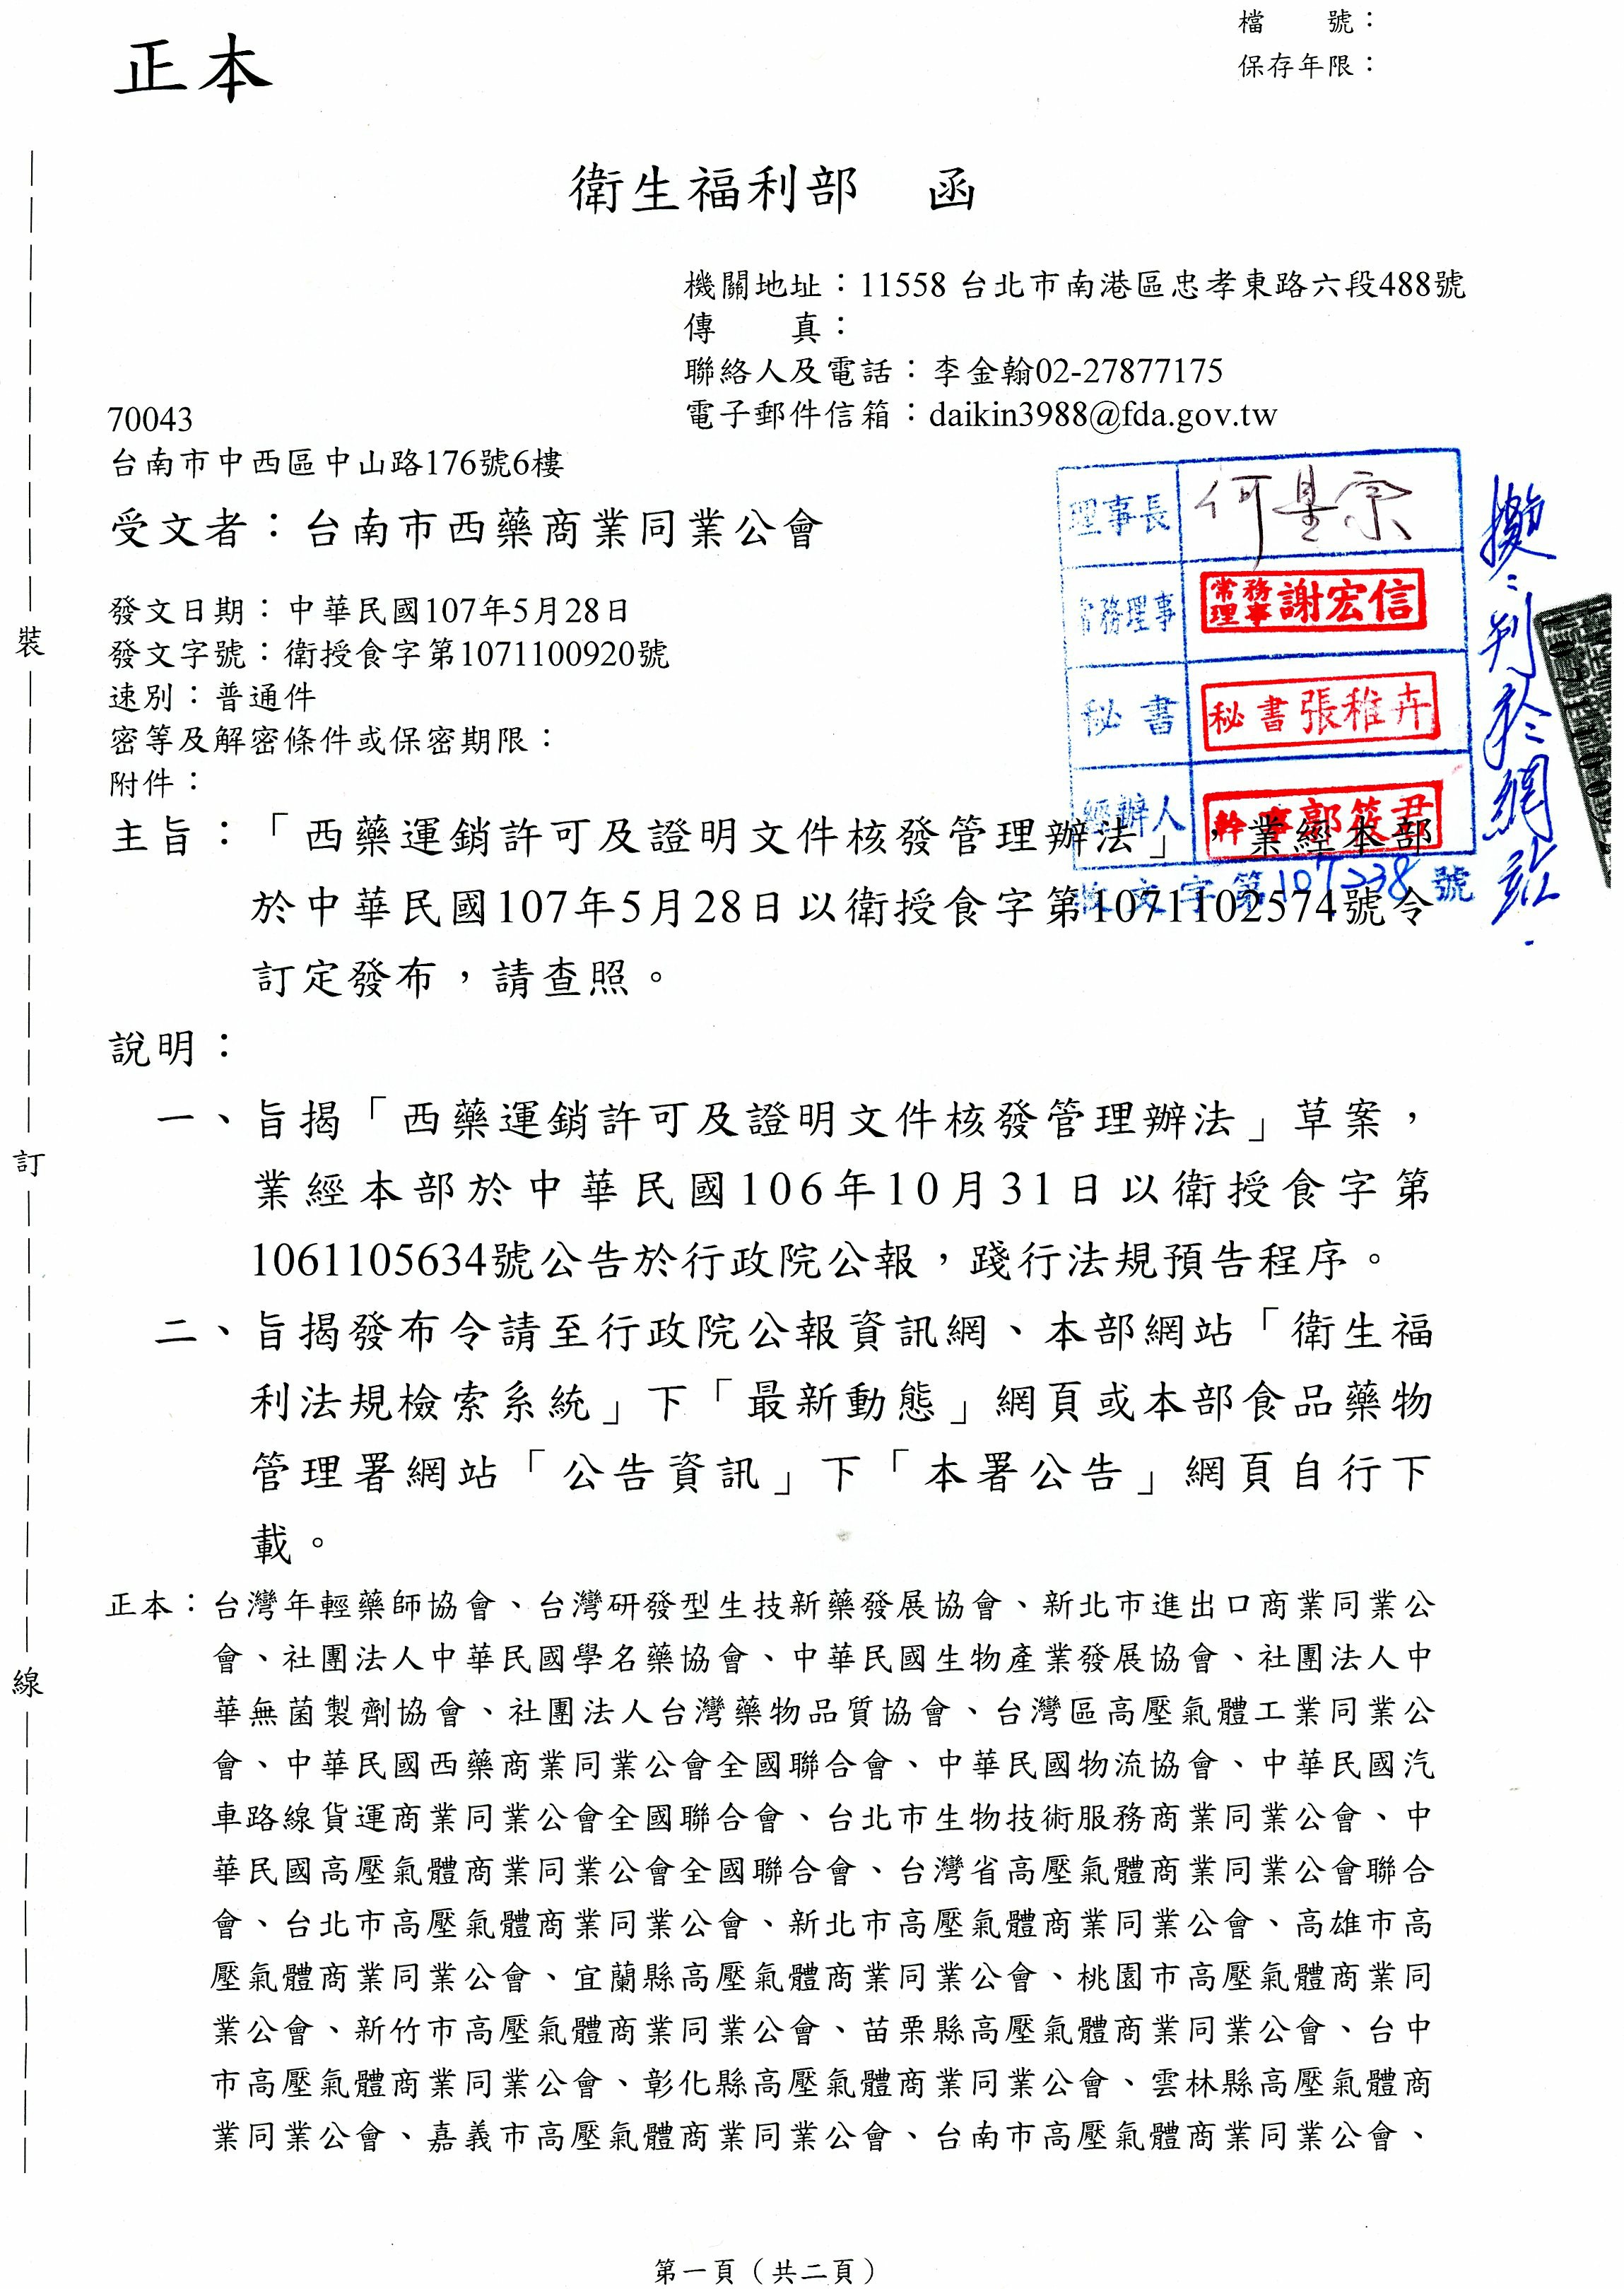 檔　　號：
保存年限：
正本
衛生福利部　函
機關地址：11558 台北市南港區忠孝東路六段488號
傳　　真：
聯絡人及電話：李金翰02-27877175
電子郵件信箱：daikin3988@fda.gov.tw
70043
台南市中西區中山路176號6樓
受文者：台南市西藥商業同業公會
發文日期：中華民國107年5月28日
發文字號：衛授食字第1071100920號
速別：普通件
密等及解密條件或保密期限：
附件：
理事長
常務理事 常務理事謝宏信
秘書 秘書張稚卉
經辦人 幹事郭筱君
收文字第107238號
擬：刊於網站.
主旨：「西藥運銷許可及證明文件核發管理辦法」，業經本部
於中華民國107年5月28日以衛授食字第1071102574號令
訂定發布，請查照。
說明：
一、旨揭「西藥運銷許可及證明文件核發管理辦法」草案，
業經本部於中華民國106年10月31日以衛授食字第
1061105634號公告於行政院公報，踐行法規預告程序。
二、旨揭發布令請至行政院公報資訊網、本部網站「衛生福
利法規檢索系統」下「最新動態」網頁或本部食品藥物
管理署網站「公告資訊」下「本署公告」網頁自行下
載。
正本：台灣年輕藥師協會、台灣研發型生技新藥發展協會、新北市進出口商業同業公
會、社團法人中華民國學名藥協會、中華民國生物產業發展協會、社團法人中
華無菌製劑協會、社團法人台灣藥物品質協會、台灣區高壓氣體工業同業公
會、中華民國西藥商業同業公會全國聯合會、中華民國物流協會、中華民國汽
車路線貨運商業同業公會全國聯合會、台北市生物技術服務商業同業公會、中
華民國高壓氣體商業同業公會全國聯合會、台灣省高壓氣體商業同業公會聯合
會、台北市高壓氣體商業同業公會、新北市高壓氣體商業同業公會、高雄市高
壓氣體商業同業公會、宜蘭縣高壓氣體商業同業公會、桃園市高壓氣體商業同
業公會、新竹市高壓氣體商業同業公會、苗栗縣高壓氣體商業同業公會、台中
市高壓氣體商業同業公會、彰化縣高壓氣體商業同業公會、雲林縣高壓氣體商
業同業公會、嘉義市高壓氣體商業同業公會、台南市高壓氣體商業同業公會、
裝
訂
線
第一頁（共二頁）